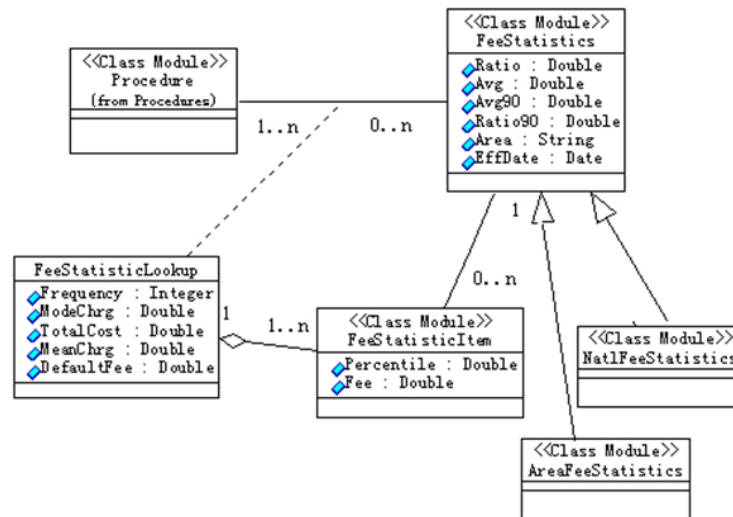 <<Class Module>>
FeeStatistics
Ratio : Double
Avg : Double
Avg90 : Double
Ratio90 : Double
Area : String
EffDate : Date
<<Class Module>>
Procedure
(from Procedures)
1..n
0..n
1
0..n
FeeStatisticLookup
Frequency : Integer
ModeChrg : Double
TotalCost : Double
MeanChrg : Double
DefaultFee : Double
1
1..n
<<Class Module>>
FeeStatisticItem
Percentile : Double
Fee : Double
<<Class Module>>
NatlFeeStatistics
<<Class Module>>
AreaFeeStatistics